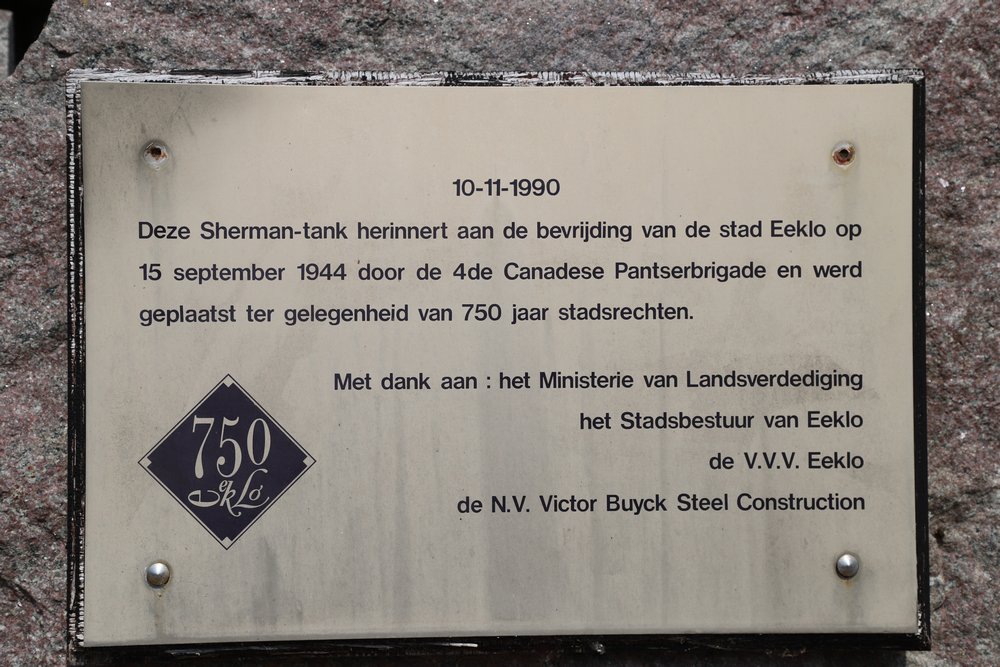 10-11-1990
Deze Sherman-tank herinnert aan de bevrijding van de stad Eeklo op
15 september 1944 door de 4de Canadese Pantserbrigade en werd
geplaatst ter gelegenheid van 750 jaar stadsrechten.
Met dank aan : het Ministerie van Landsverdediging
het Stadsbestuur van Eeklo
de V.V.V. Eeklo
de N.V. Victor Buyck Steel Construction
750
eeklo